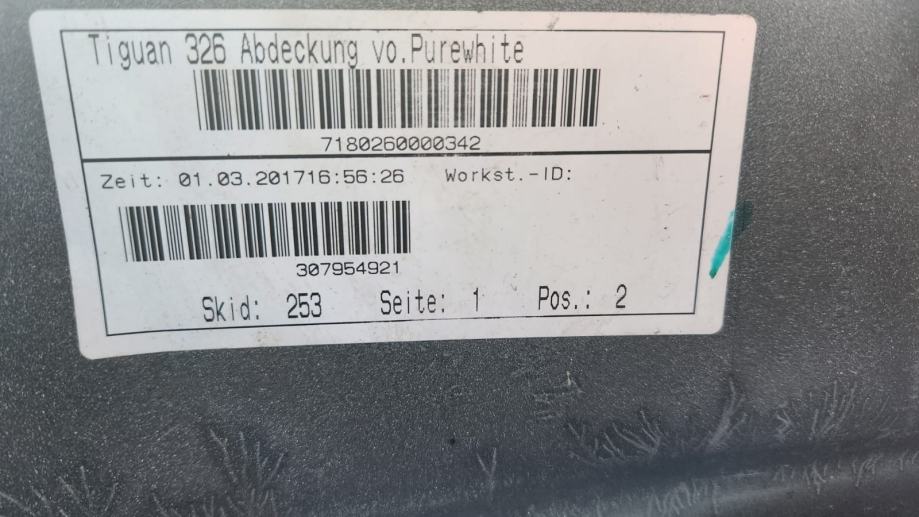 Tiguan 326 Abdeckung vo.Purewhite
7180260000342
Zeit: 01.03.201716:56:26 Workst.-ID:
307954921
Skid: 253 Seite: 1 Pos.: 2